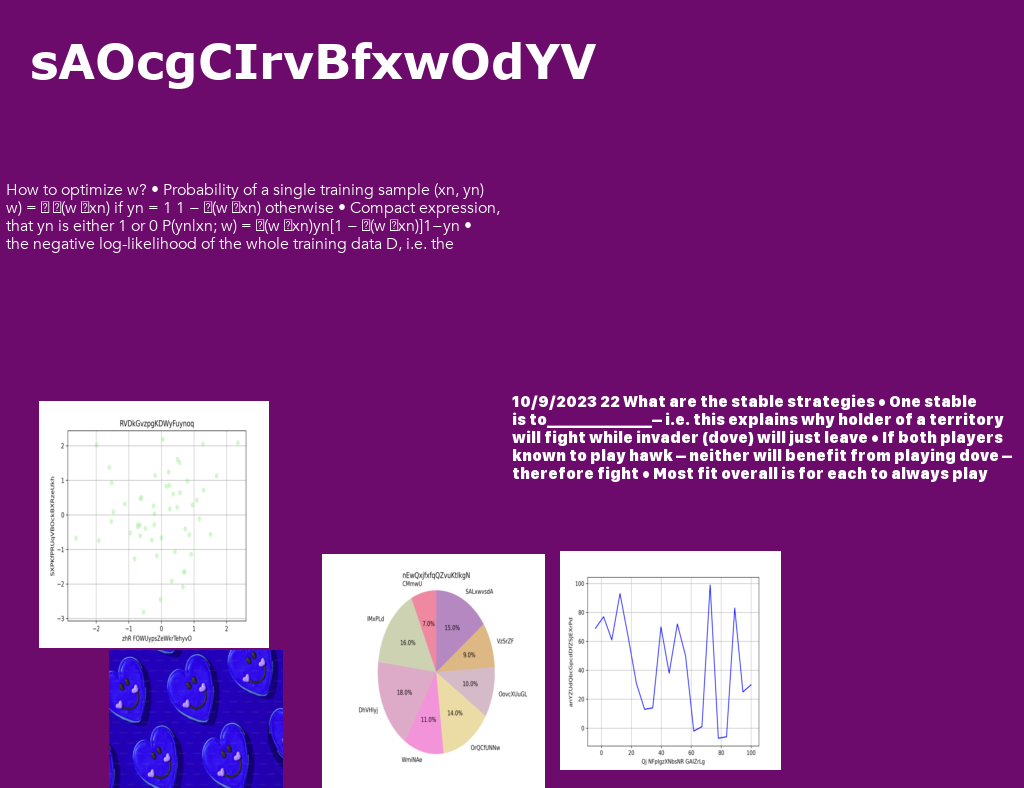 sAOcgCIrvBfxwOdYV
How to optimize w? • Probability of a single training sample (xn, yn)
w) = (w xn) if yn = 1 1 − (w xn) otherwise • Compact expression,
that yn is either 1 or 0 P(yn|xn; w) = (w xn)yn[1 − (w xn)]1−yn •
the negative log-likelihood of the whole training data D, i.e. the
10/9/2023 22 What are the stable strategies • One stable
is to______________– i.e. this explains why holder of a territory
will fight while invader (dove) will just leave • If both players
known to play hawk – neither will benefit from playing dove –
therefore fight • Most fit overall is for each to always play
RVDkGvzpgKDWyFuynoq
2
1
0
−1
−2
−3
−2 −1 0 1 2
zhR FOWUypsZeWkrTehyvO
nEwQxjfxfqQZvuKtIkgN
CMmwLl
SALxwvsdA
IMxPLd
VzSrZF
7.0%
15.0%
16.0%
9.0%
10.0%
OovcXUuGL
18.0%
14.0%
11.0%
DhVHlyj
OrQCfUNNw
WmiNAe
100
80
60
40
20
0
0 20 40 60 80 100
Qj NFpIgzXNbsNR GAIZrLg